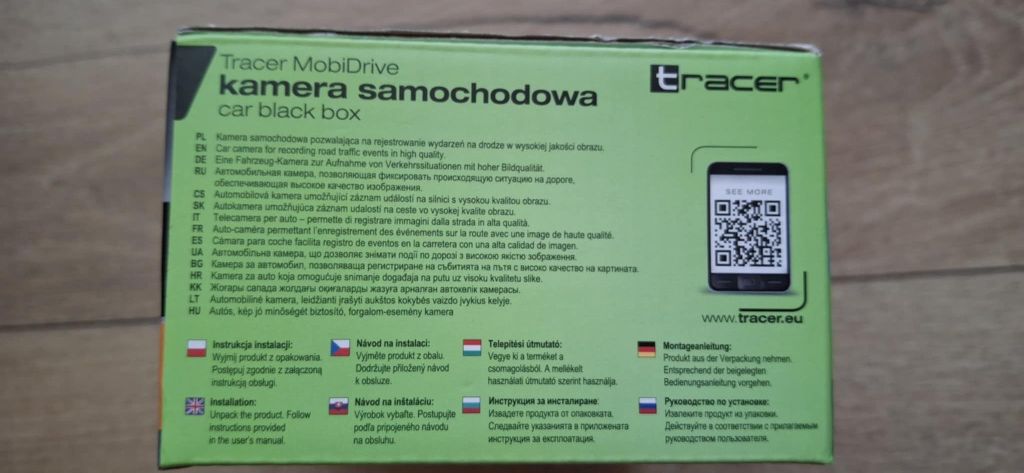 Tracer MobiDrive
kamera samochodowa
car black box
tracer®
PL Kamera samochodowa pozwalająca na rejestrowanie wydarzeń na drodze w wysokiej jakości obrazu.
EN Car camera for recording road traffic events in high quality.
DE Eine Fahrzeug-Kamera zur Aufnahme von Verkehrssituationen mit hoher Bildqualität.
RU Автомобильная камера, позволяющая фиксировать происходящую ситуацию на дороге,
обеспечивающая высокое качество изображения.
CS Automobilová kamera umožňující záznam událostí na silnici s vysokou kvalitou obrazu.
SK Autokamera umožňujúca záznam udalostí na ceste vo vysokej kvalite obrazu.
IT Telecamera per auto – permette di registrare immagini dalla strada in alta qualità.
FR Auto-caméra permettant l'enregistrement des événements sur la route avec une image de haute qualité.
ES Cámara para coche facilita registro de eventos en la carretera con una alta calidad de imagen.
UA Автомобільна камера, що дозволяє знімати події по дорозі з високою якістю зображення.
BG Камера за автомобил, позволяваща регистриране на събитията на пътя с високо качество на картината.
HR Kamera za auto koja omogućuje snimanje događaja na putu uz visoku kvalitetu slike.
KK Жоғары сапада жолдағы оқиғаларды жазуға арналған автокөлік камерасы.
LT Automobilinė kamera, leidžianti įrašyti aukštos kokybės vaizdo įvykius kelyje.
HU Autós, kép jó minőségét biztosító, forgalom-esemény kamera
SEE MORE
www.tracer.eu
Instrukcja instalacji:
Wyjmij produkt z opakowania.
Postępuj zgodnie z załączoną
instrukcją obsługi.
Návod na instalaci:
Vyjměte produkt z obalu.
Dodržujte přiložený návod
k obsluze.
Telepítési útmutató:
Vegye ki a terméket a
csomagolásból. A mellékelt
használati útmutató szerint használja.
Montageanleitung:
Produkt aus der Verpackung nehmen.
Entsprechend der beigelegten
Bedienungsanleitung vorgehen.
Installation:
Unpack the product. Follow
instructions provided
in the user's manual.
Návod na inštaláciu:
Výrobok vybaľte. Postupujte
podľa pripojeného návodu
na obsluhu.
Инструкция за инсталиране:
Извадете продукта от опаковката.
Следвайте указанията в приложената
инструкция за експлоатация.
Руководство по установке:
Извлеките продукт из упаковки.
Действуйте в соответствии с прилагаемым
руководством пользователя.